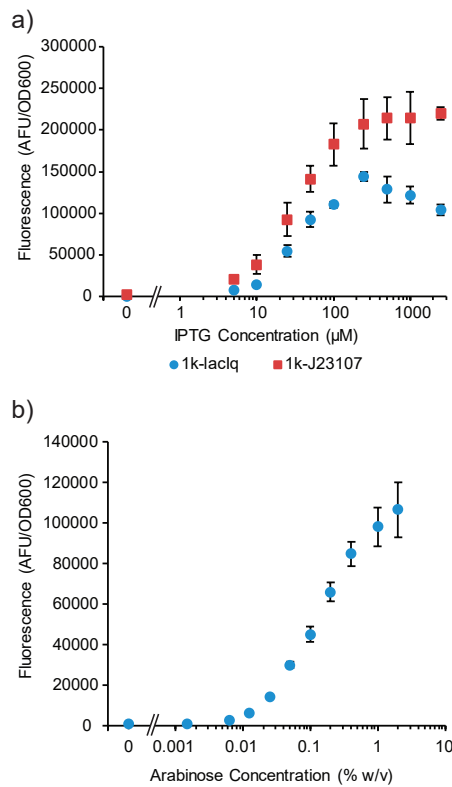 a)
Fluorescence (AFU/OD600)
300000
250000
200000
150000
100000
50000
0
0 1 10 100 1000
IPTG Concentration (µM)
1k-lacIq 1k-J23107
b)
Fluorescence (AFU/OD600)
140000
120000
100000
80000
60000
40000
20000
0
0 0.001 0.01 0.1 1 10
Arabinose Concentration (% w/v)